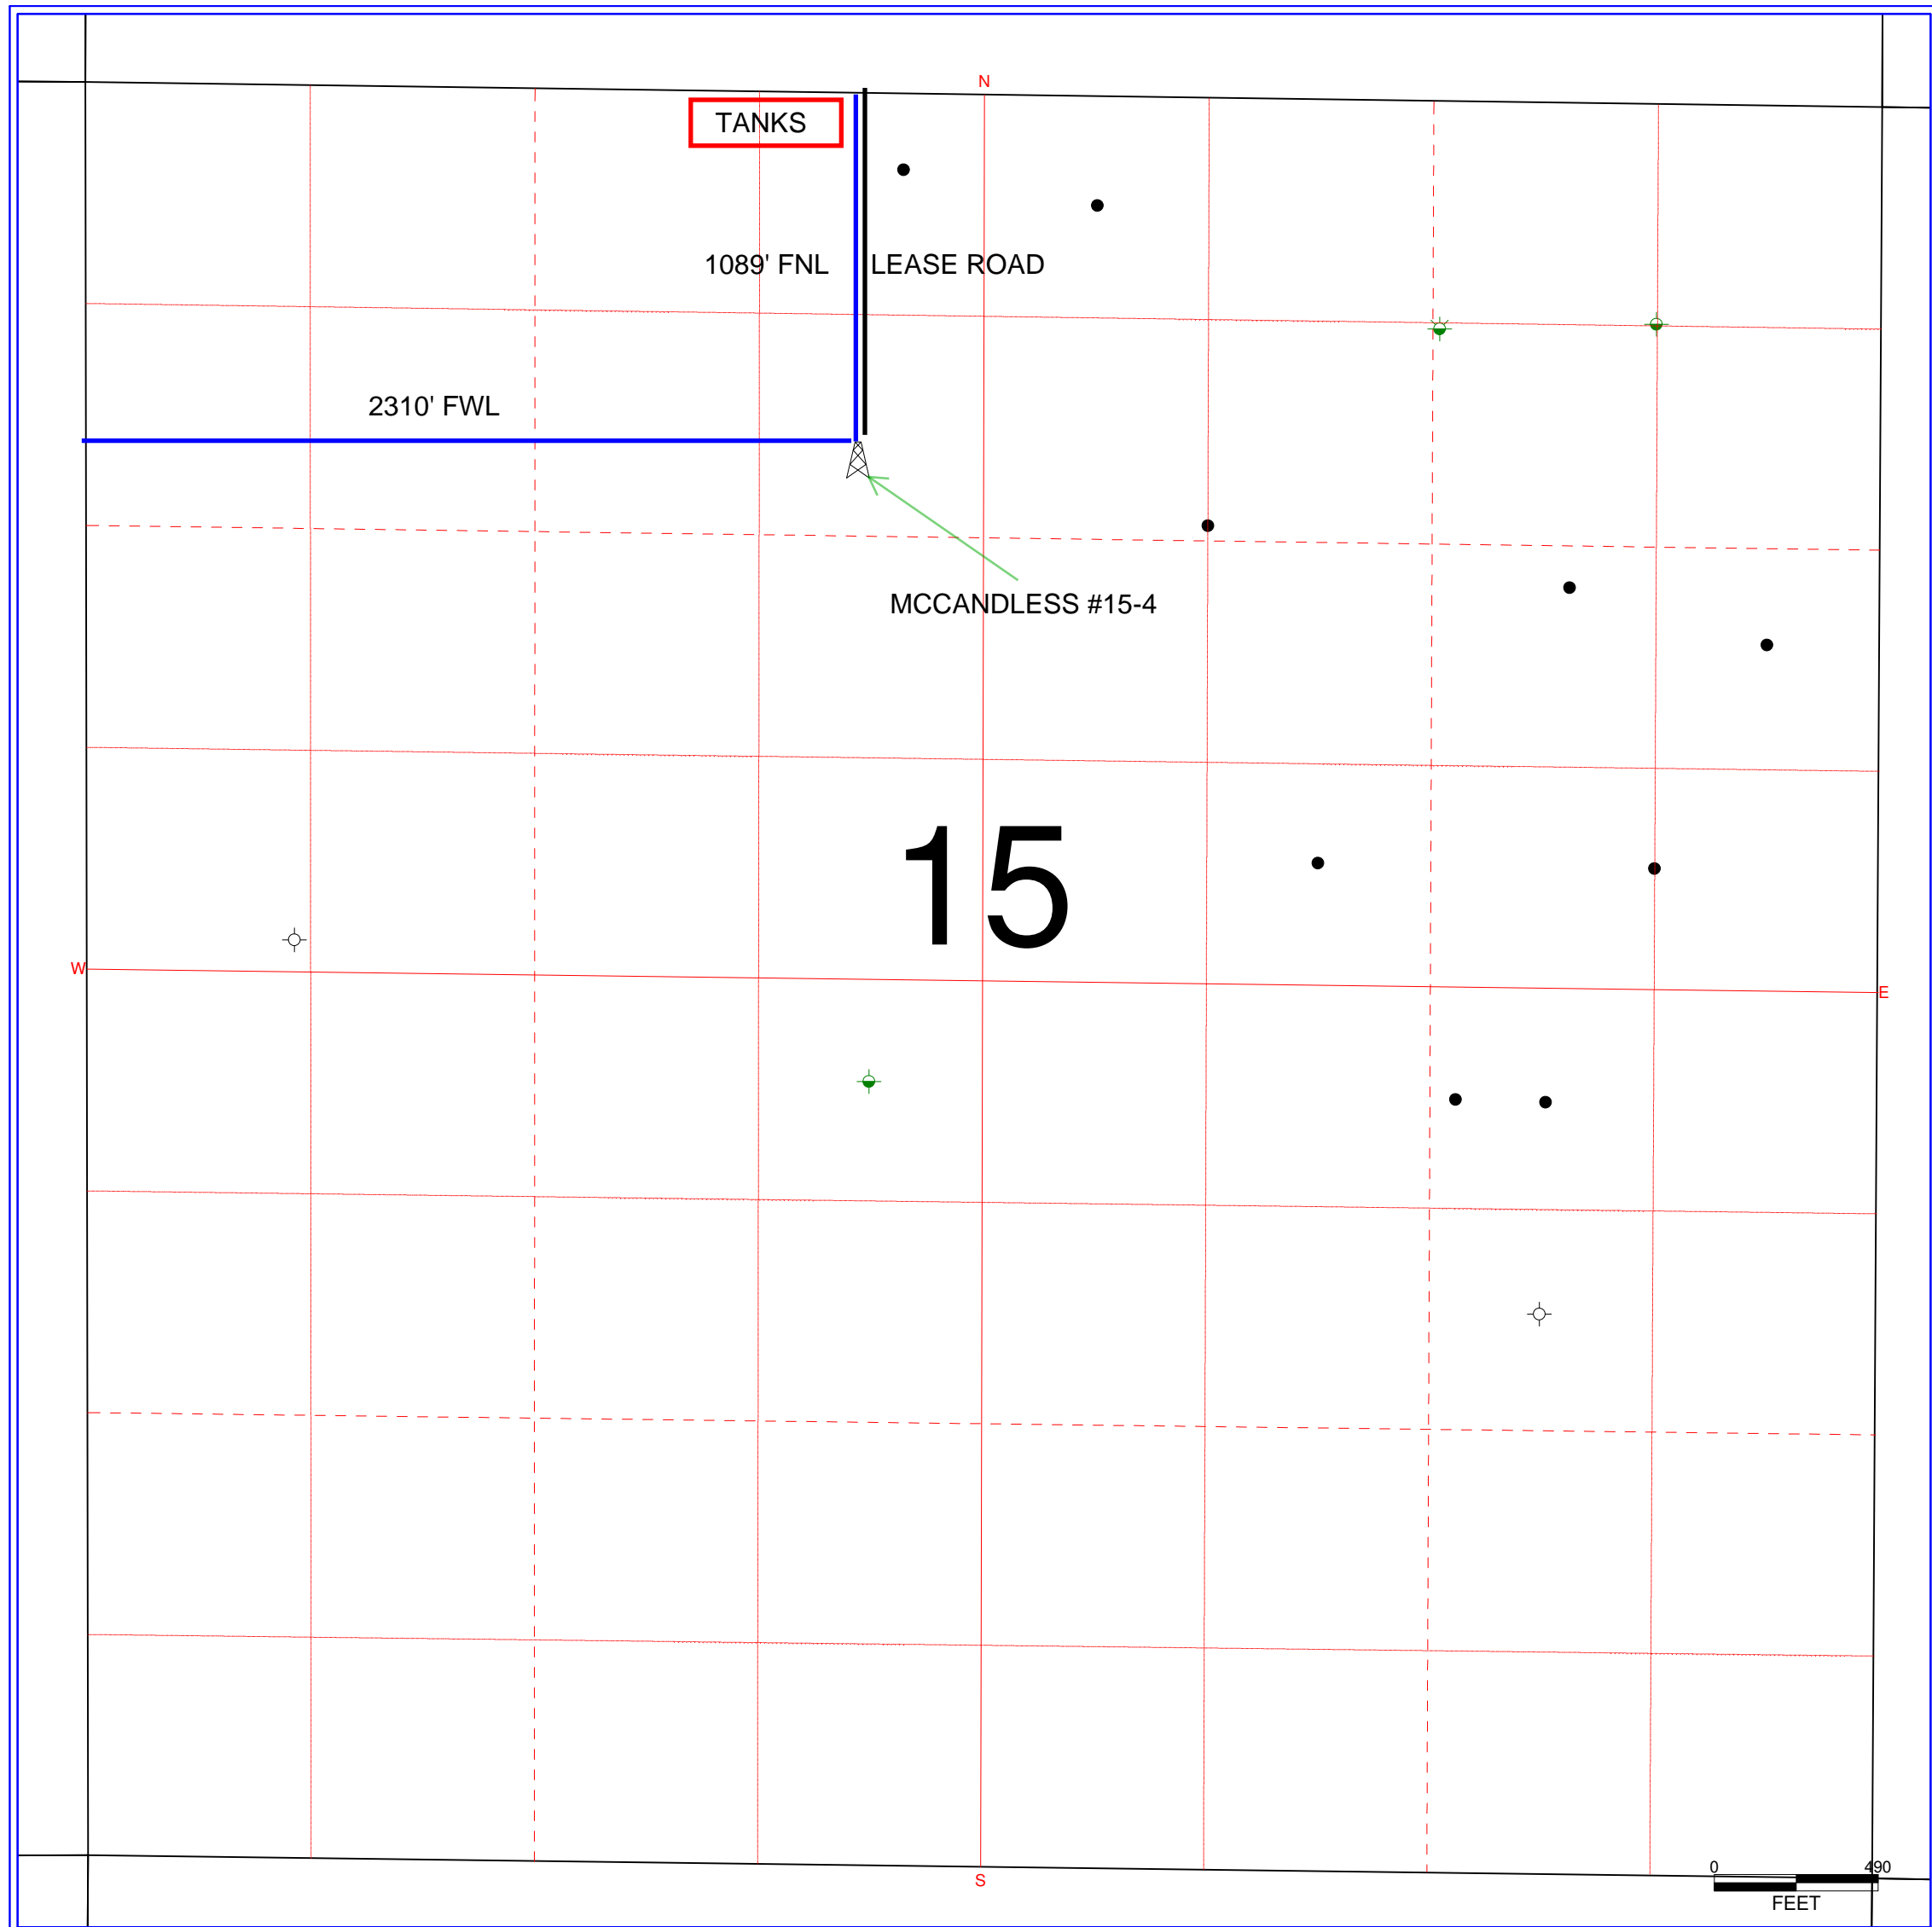 N
TANKS
1089' FNL
LEASE ROAD
2310' FWL
MCCANDLESS #15-4
15
W
E
S
0 490
FEET